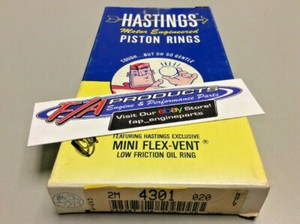 HASTINGS
Motor Engineered
PISTON RINGS
TOUGH...BUT OH SO GENTLE
F/A PRODUCTS
Engine & Performance Parts
Visit Our ebay Store!
fap_engineparts
FEATURING HASTINGS EXCLUSIVE
MINI FLEX-VENT®
LOW FRICTION OIL RING
2M 4301 020